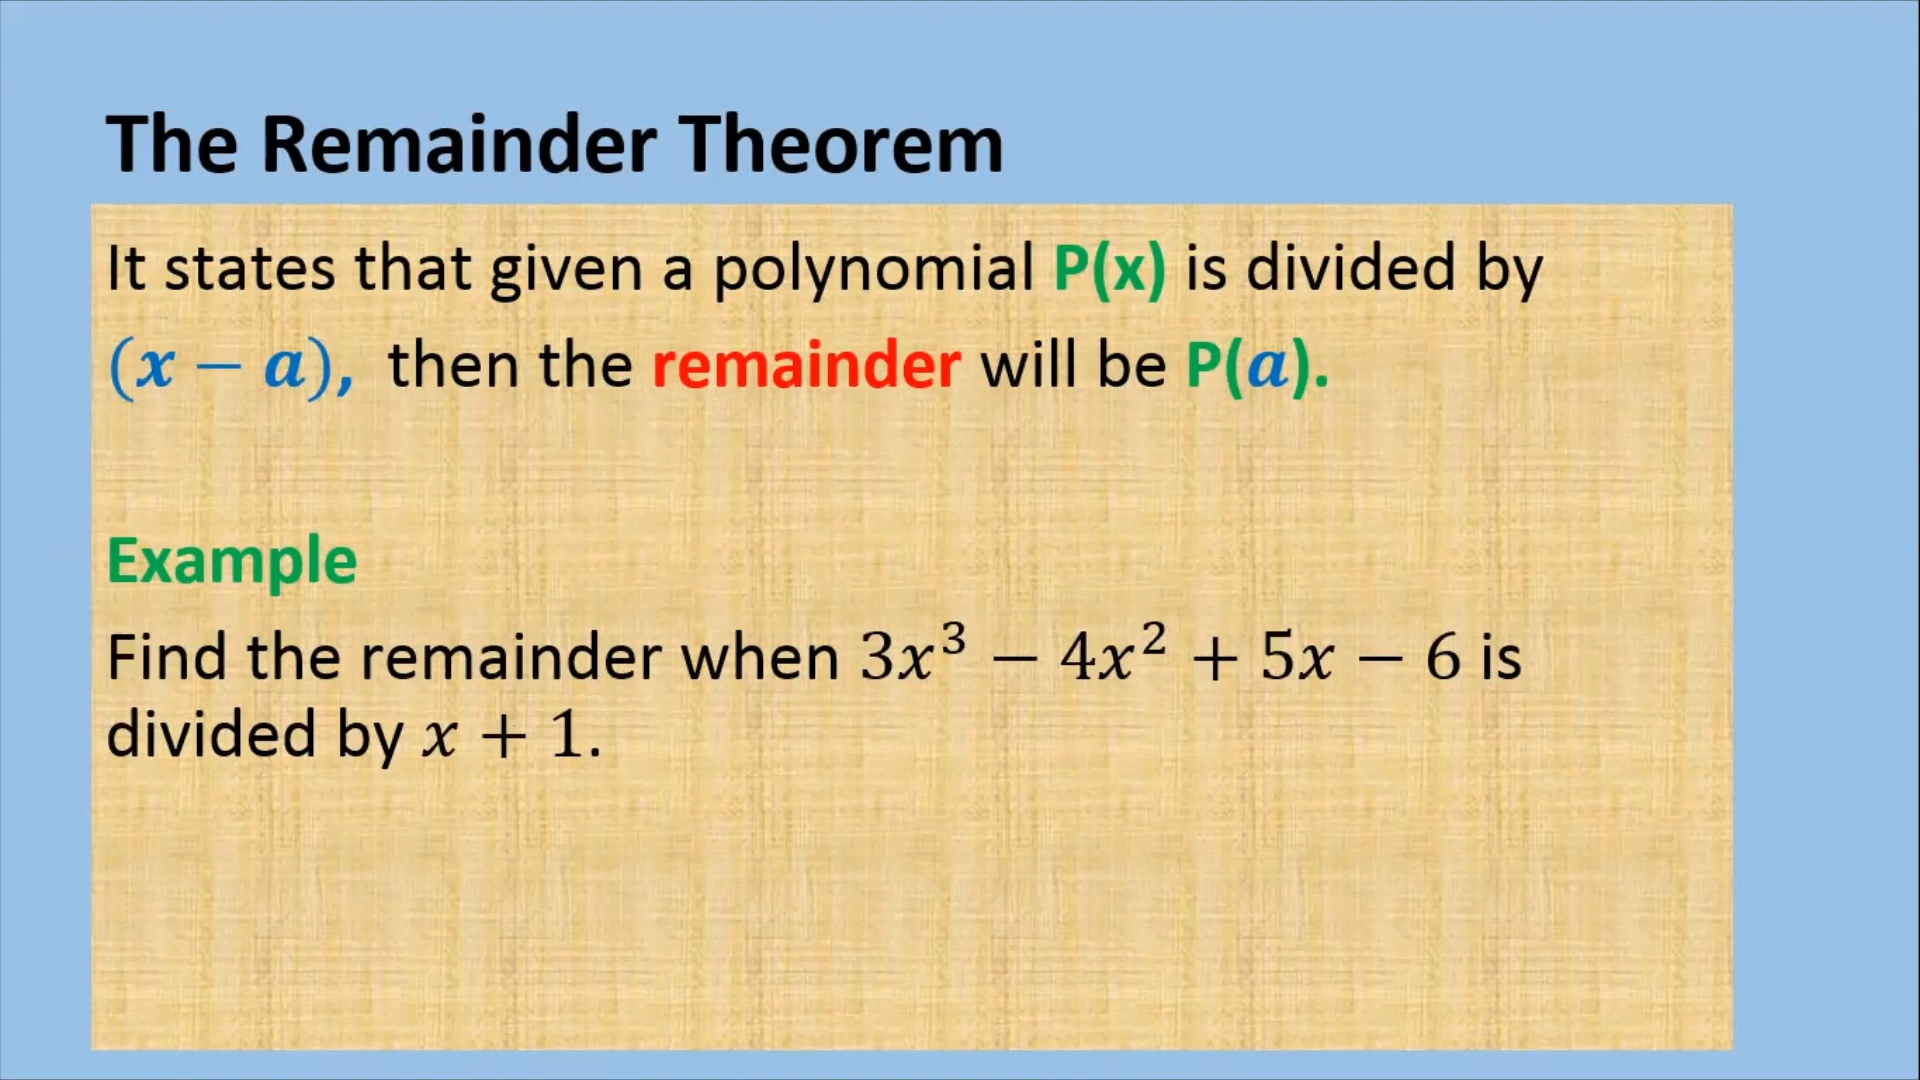 The Remainder Theorem
It states that given a polynomial P(x) is divided by
(x − a), then the remainder will be P(a).
Example
Find the remainder when 3x³ − 4x² + 5x − 6 is
divided by x + 1.